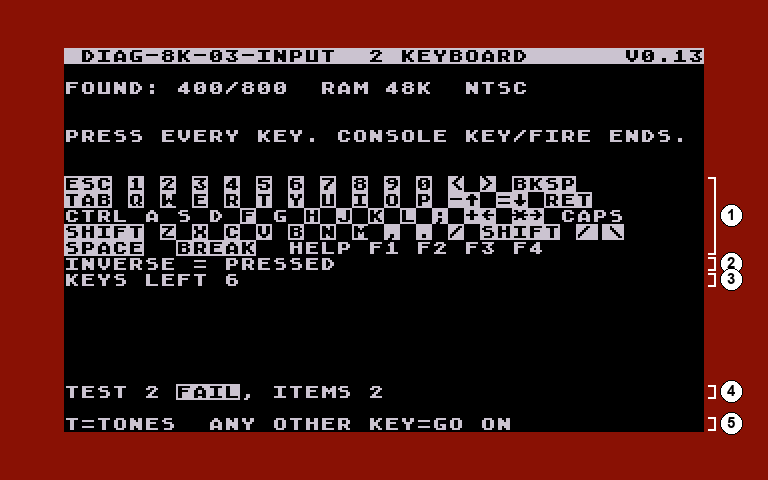 DIAG-8K-03-INPUT  2 KEYBOARD      V0.13
FOUND: 400/800  RAM 48K  NTSC
PRESS EVERY KEY. CONSOLE KEY/FIRE ENDS.
ESC 1 2 3 4 5 6 7 8 9 0 < > BKSP
TAB Q W E R T Y U I O P -↑ =↓ RET
CTRL A S D F G H J K L ; +← *→ CAPS
SHIFT Z X C V B N M , . / SHIFT / \
SPACE  BREAK  HELP F1 F2 F3 F4
INVERSE = PRESSED
KEYS LEFT 6
TEST 2 FAIL, ITEMS 2
T=TONES  ANY OTHER KEY=GO ON
1
2
3
4
5